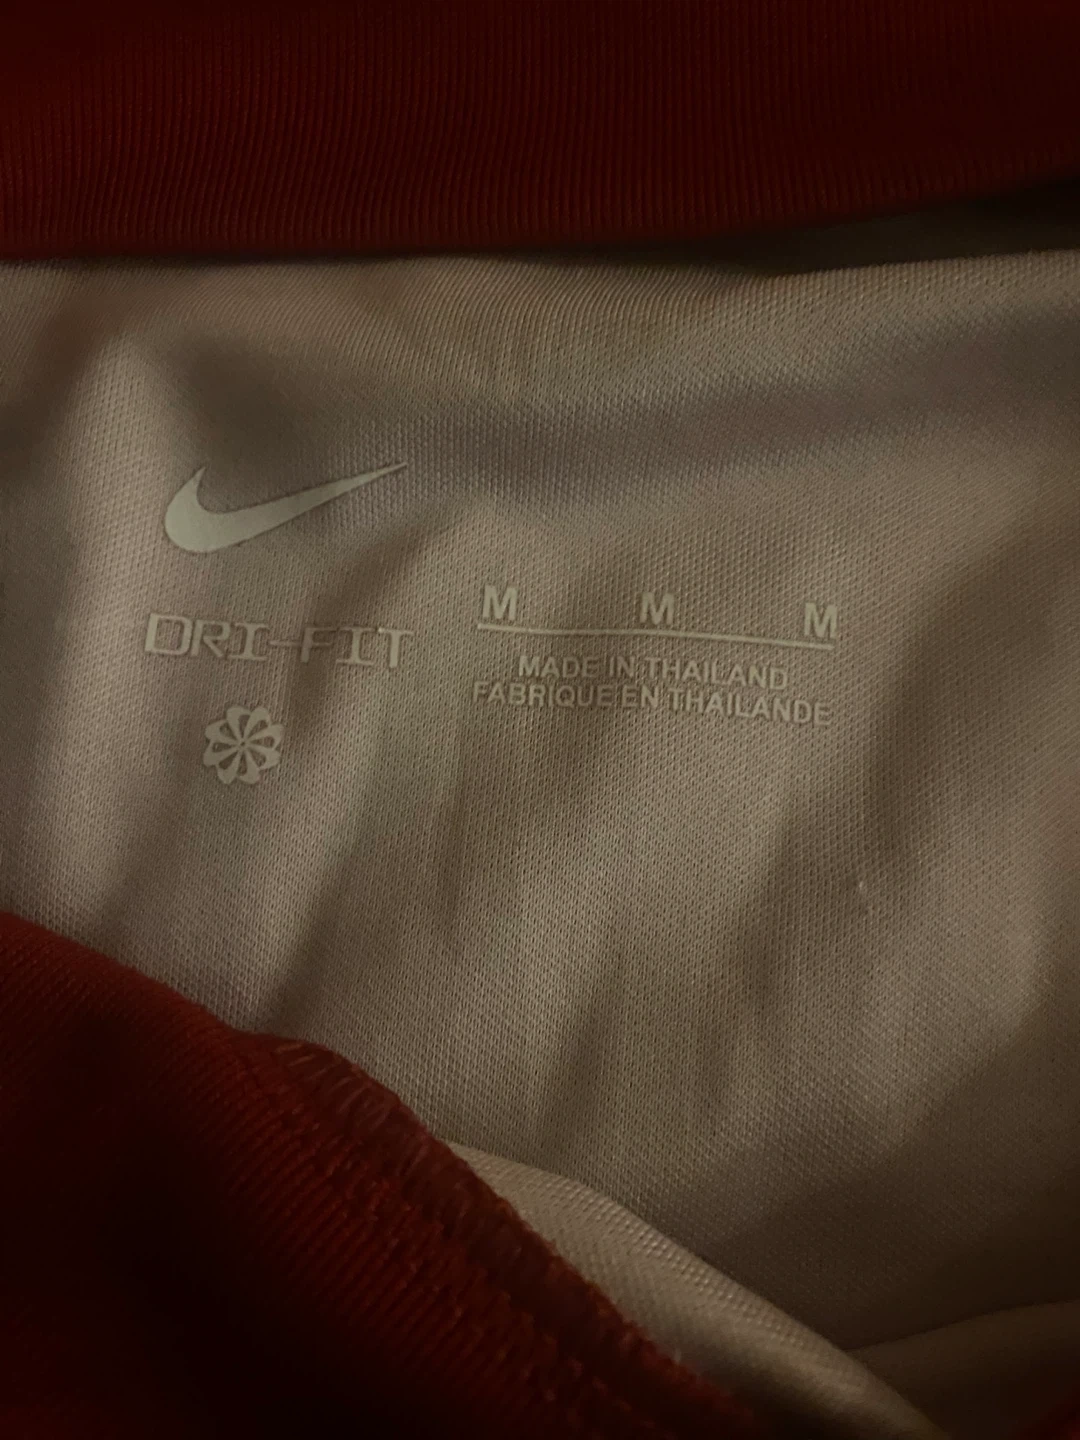 DRI-FIT
M M M
MADE IN THAILAND
FABRIQUE EN THAILANDE